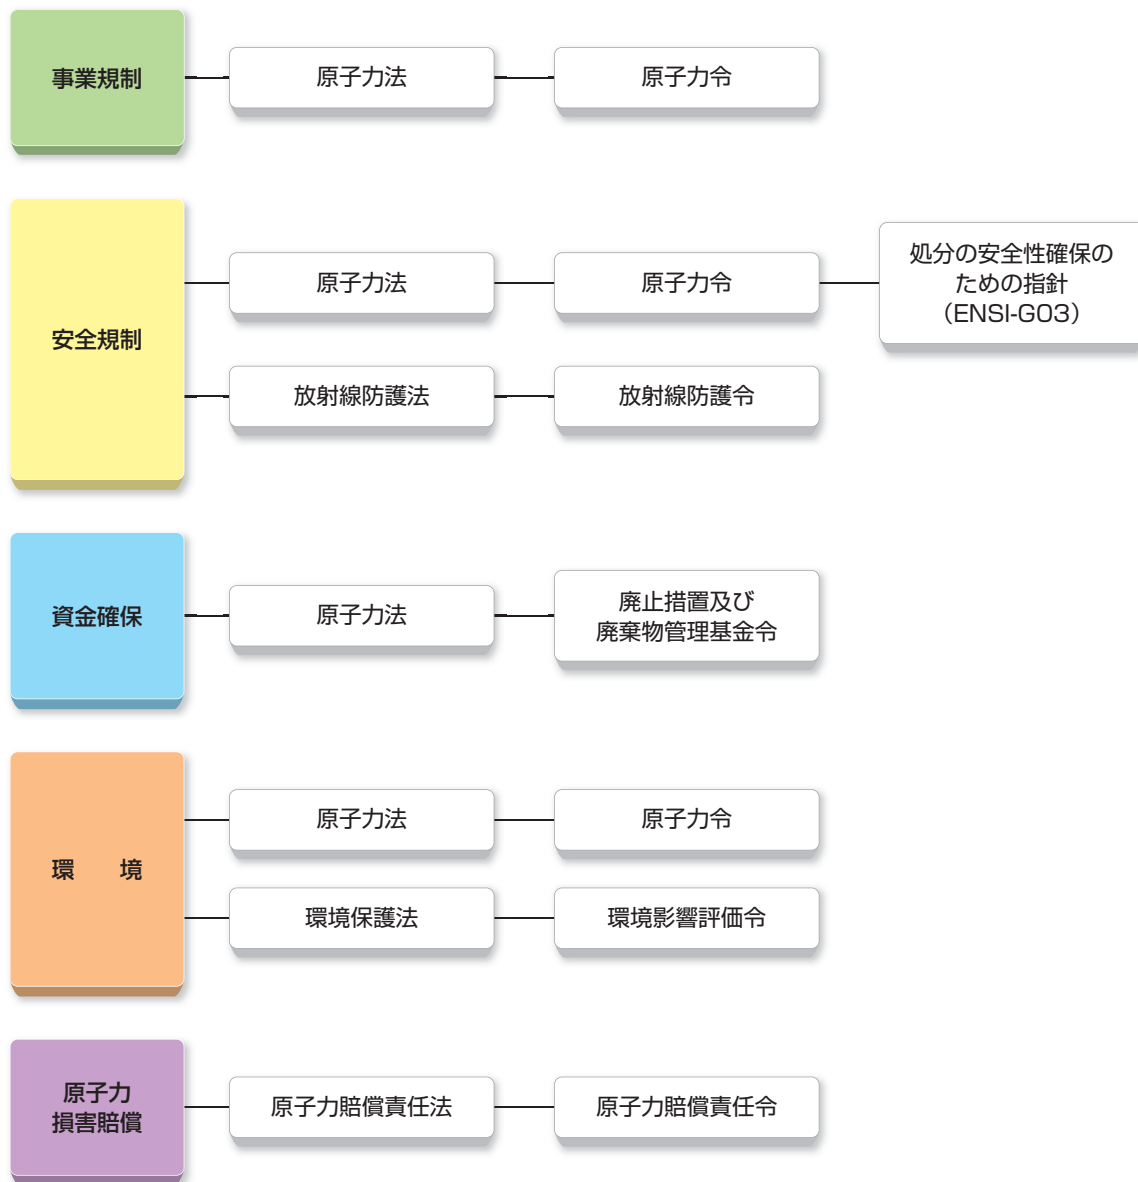 事業規制
原子力法
原子力令
安全規制
原子力法
原子力令
処分の安全性確保の
ための指針
（ENSI-G03）
放射線防護法
放射線防護令
資金確保
原子力法
廃止措置及び
廃棄物管理基金令
環　　境
原子力法
原子力令
環境保護法
環境影響評価令
原子力
損害賠償
原子力賠償責任法
原子力賠償責任令